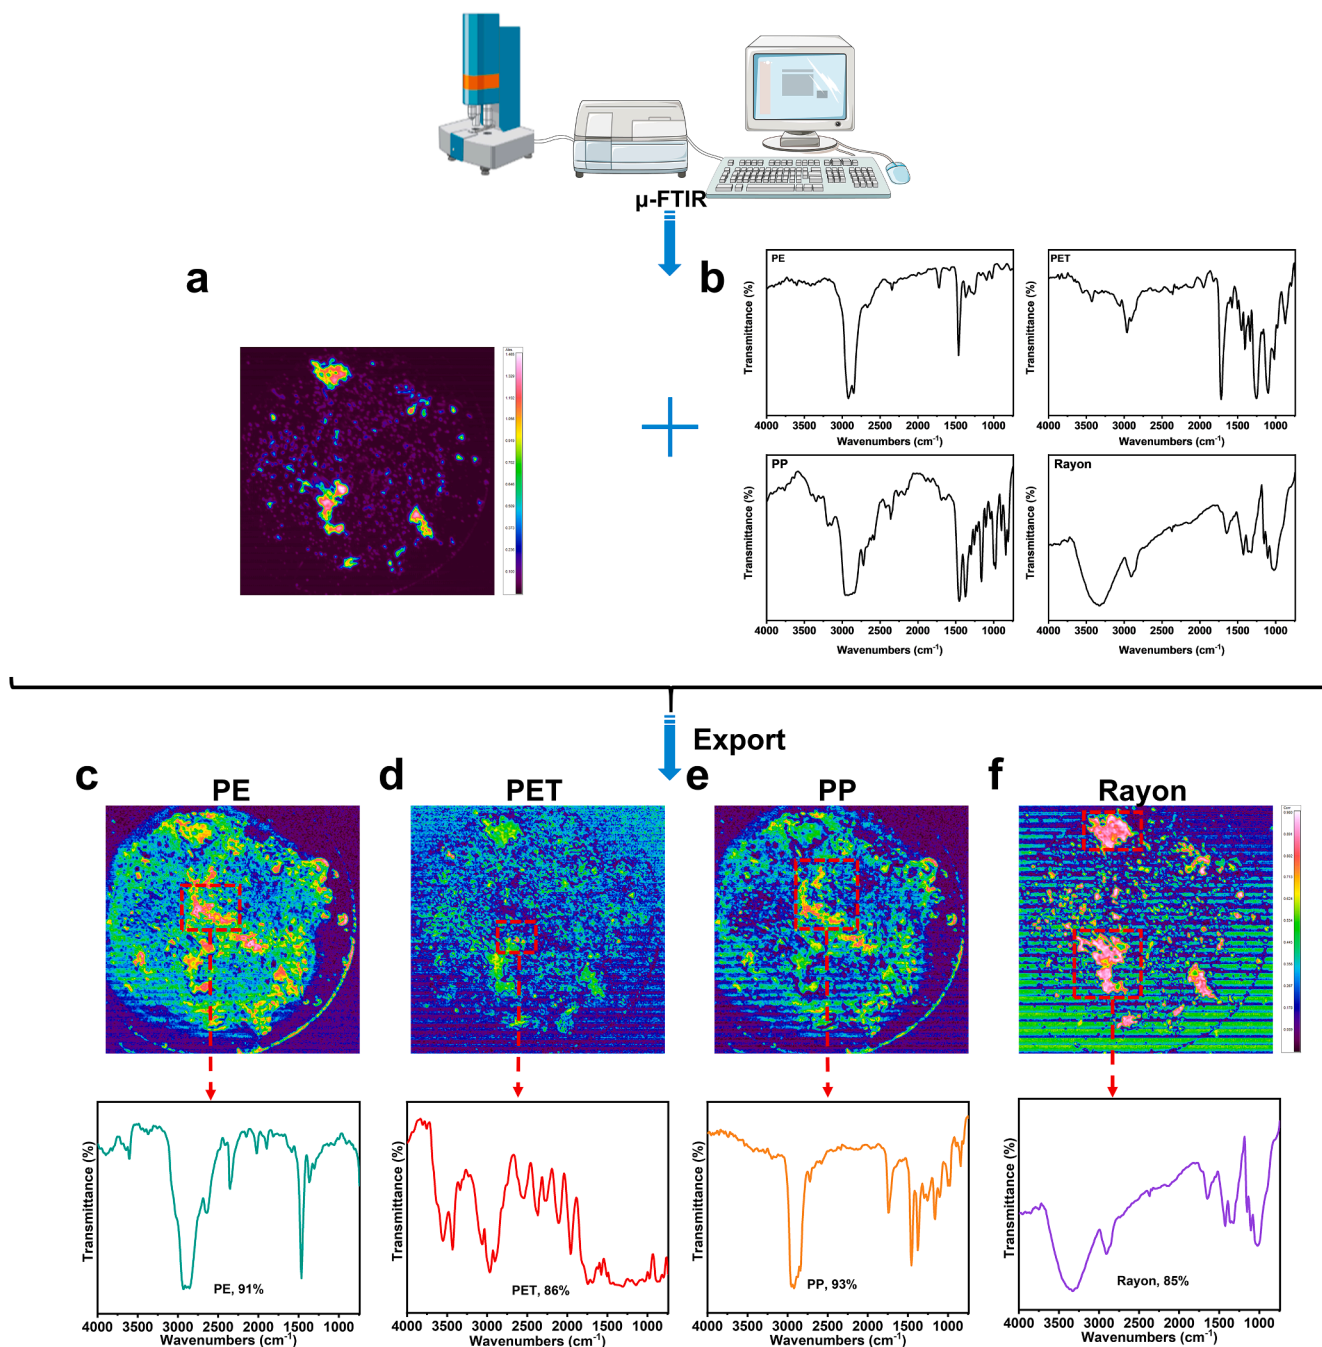 µ-FTIR
a
b
Abs
PE
Transmittance (%)
4000 3500 3000 2500 2000 1500 1000
Wavenumbers (cm⁻¹)
PET
Transmittance (%)
4000 3500 3000 2500 2000 1500 1000
Wavenumbers (cm⁻¹)
PP
Transmittance (%)
4000 3500 3000 2500 2000 1500 1000
Wavenumbers (cm⁻¹)
Rayon
Transmittance (%)
4000 3500 3000 2500 2000 1500 1000
Wavenumbers (cm⁻¹)
Export
c
PE
d
PET
e
PP
f
Rayon
Corr
Transmittance (%)
PE, 91%
4000 3500 3000 2500 2000 1500 1000
Wavenumbers (cm⁻¹)
Transmittance (%)
PET, 86%
4000 3500 3000 2500 2000 1500 1000
Wavenumbers (cm⁻¹)
Transmittance (%)
PP, 93%
4000 3500 3000 2500 2000 1500 1000
Wavenumbers (cm⁻¹)
Transmittance (%)
Rayon, 85%
4000 3500 3000 2500 2000 1500 1000
Wavenumbers (cm⁻¹)